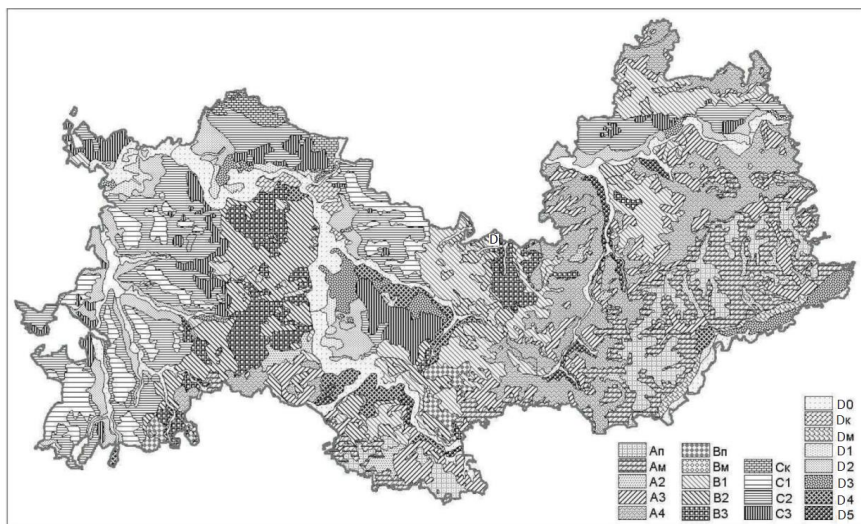 D
D0
Dк
Dм
Ап Вп D1
Ам Вм Ск D2
А2 В1 С1 D3
А3 В2 С2 D4
А4 В3 С3 D5